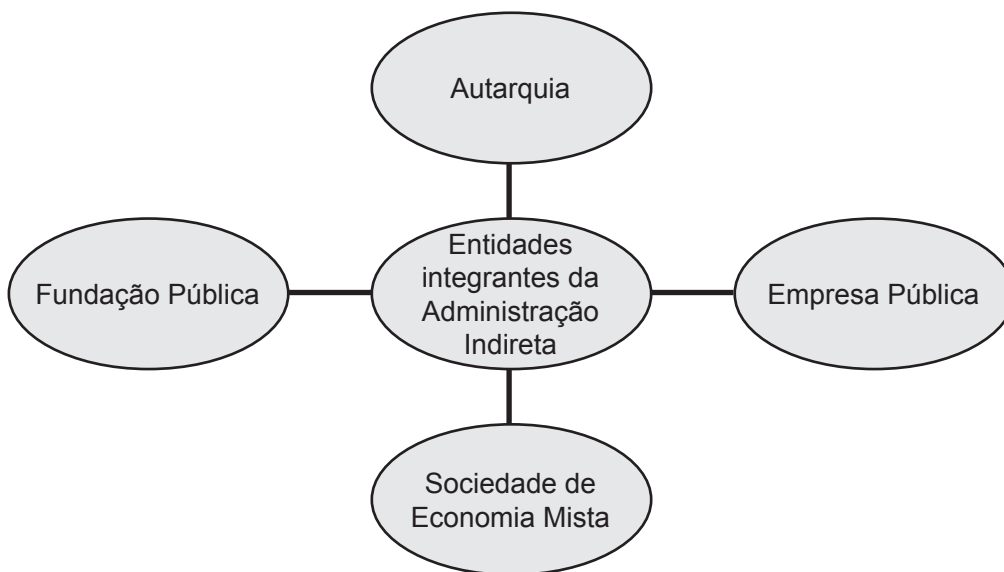 Autarquia
Fundação Pública
Entidades
integrantes da
Administração
Indireta
Empresa Pública
Sociedade de
Economia Mista